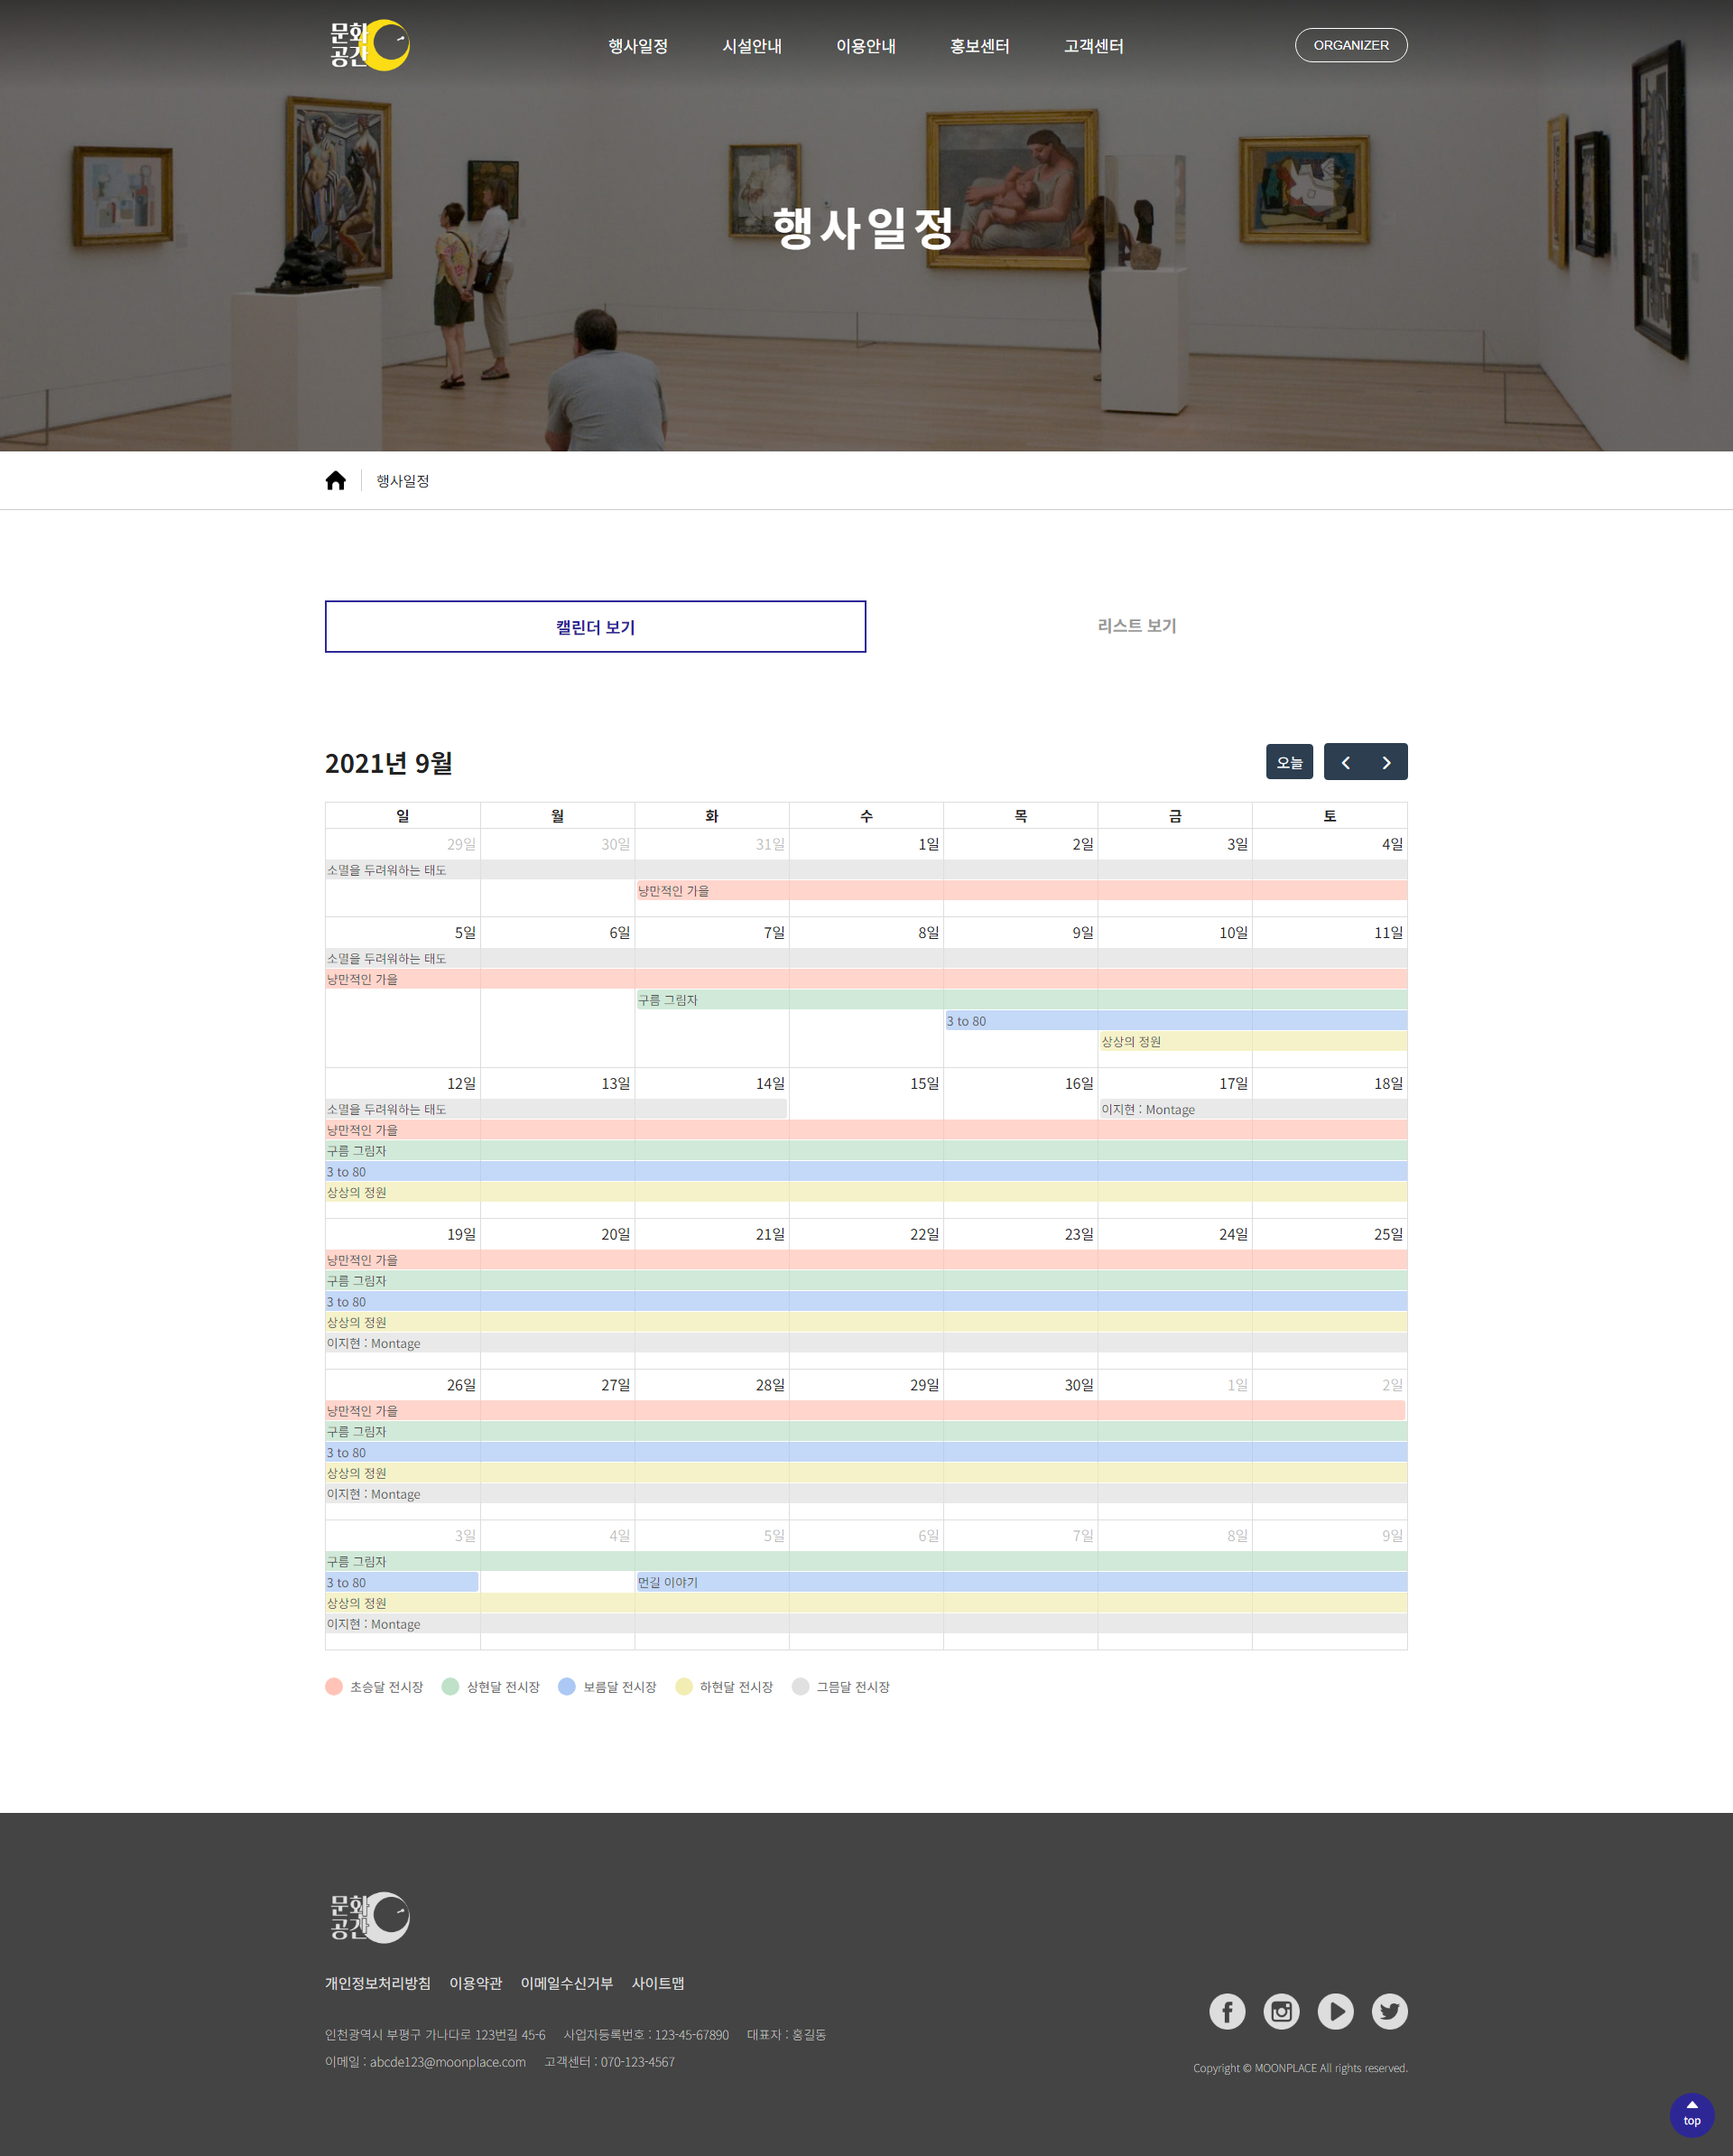 문화
공간
행사일정 시설안내 이용안내 홍보센터 고객센터 ORGANIZER
행사일정
행사일정
캘린더 보기 리스트 보기
2021년 9월 오늘
일 월 화 수 목 금 토
29일 30일 31일 1일 2일 3일 4일
소멸을 두려워하는 태도
낭만적인 가을
5일 6일 7일 8일 9일 10일 11일
소멸을 두려워하는 태도
낭만적인 가을
구름 그림자
3 to 80
상상의 정원
12일 13일 14일 15일 16일 17일 18일
소멸을 두려워하는 태도 이지현 : Montage
낭만적인 가을
구름 그림자
3 to 80
상상의 정원
19일 20일 21일 22일 23일 24일 25일
낭만적인 가을
구름 그림자
3 to 80
상상의 정원
이지현 : Montage
26일 27일 28일 29일 30일 1일 2일
낭만적인 가을
구름 그림자
3 to 80
상상의 정원
이지현 : Montage
3일 4일 5일 6일 7일 8일 9일
구름 그림자
3 to 80 먼길 이야기
상상의 정원
이지현 : Montage
초승달 전시장 상현달 전시장 보름달 전시장 하현달 전시장 그믐달 전시장
문화
공간
개인정보처리방침 이용약관 이메일수신거부 사이트맵
인천광역시 부평구 가나다로 123번길 45-6 사업자등록번호 : 123-45-67890 대표자 : 홍길동
이메일 : abcde123@moonplace.com 고객센터 : 070-123-4567
Copyright © MOONPLACE All rights reserved.
top